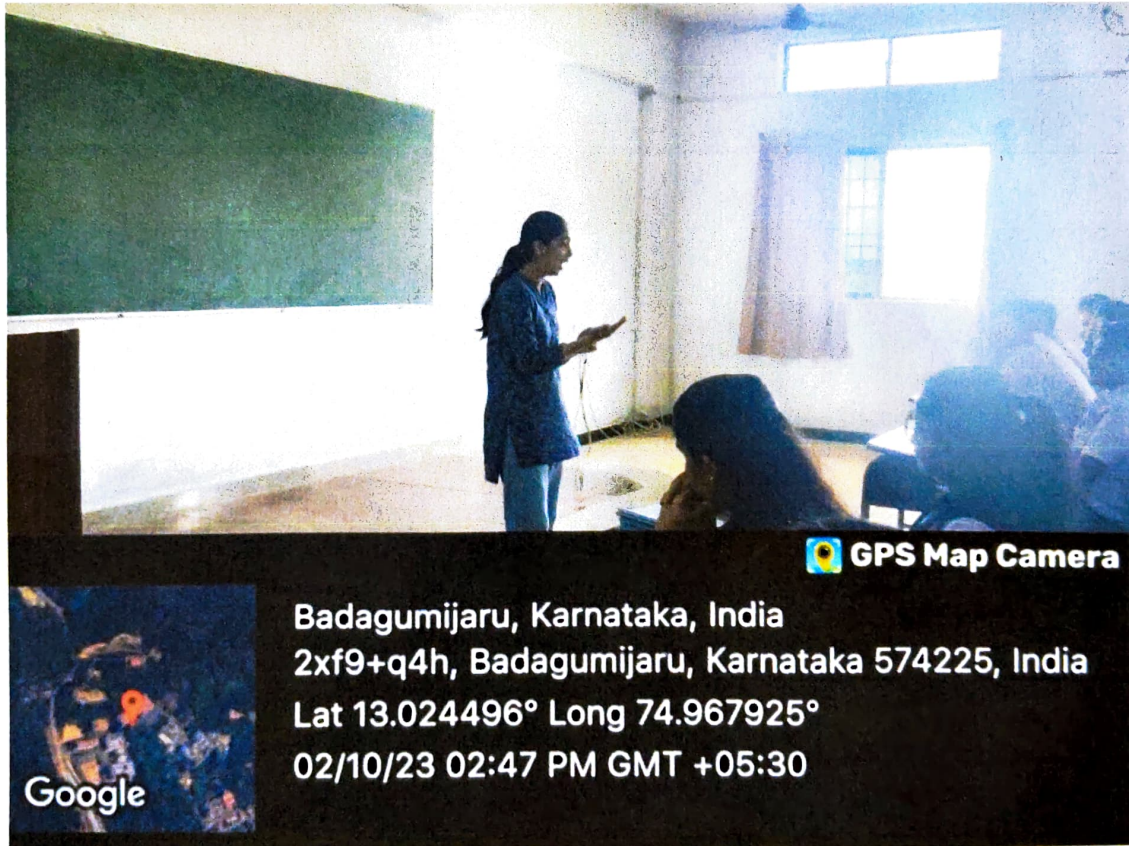 GPS Map Camera
Badagumijaru, Karnataka, India
2xf9+q4h, Badagumijaru, Karnataka 574225, India
Lat 13.024496° Long 74.967925°
02/10/23 02:47 PM GMT +05:30
Google